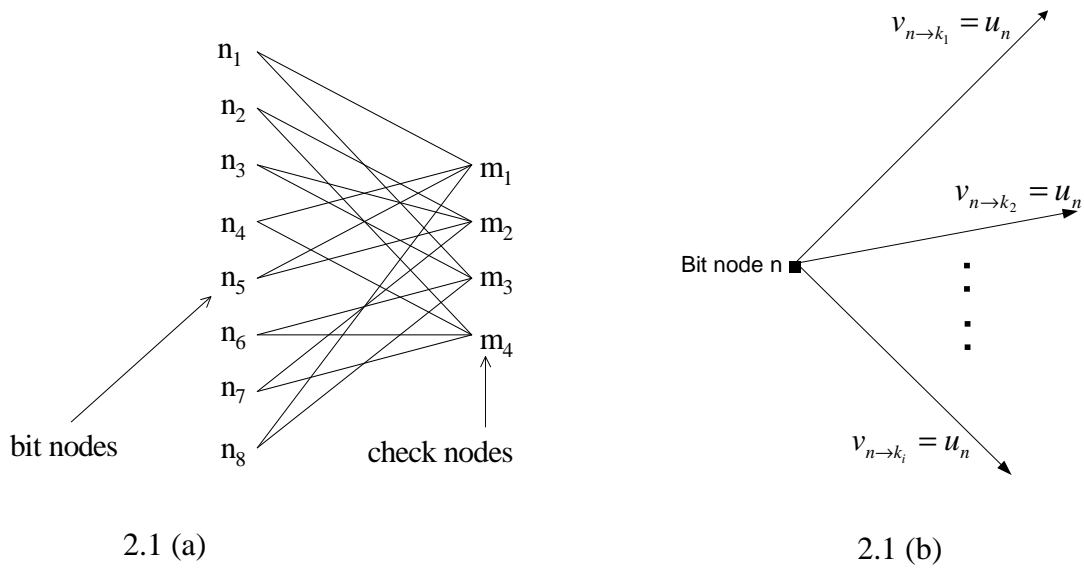 n₁
n₂
n₃
n₄
n₅
n₆
n₇
n₈
m₁
m₂
m₃
m₄
bit nodes
check nodes
2.1 (a)
v_{n→k₁} = u_n
v_{n→k₂} = u_n
Bit node n
v_{n→k_i} = u_n
2.1 (b)